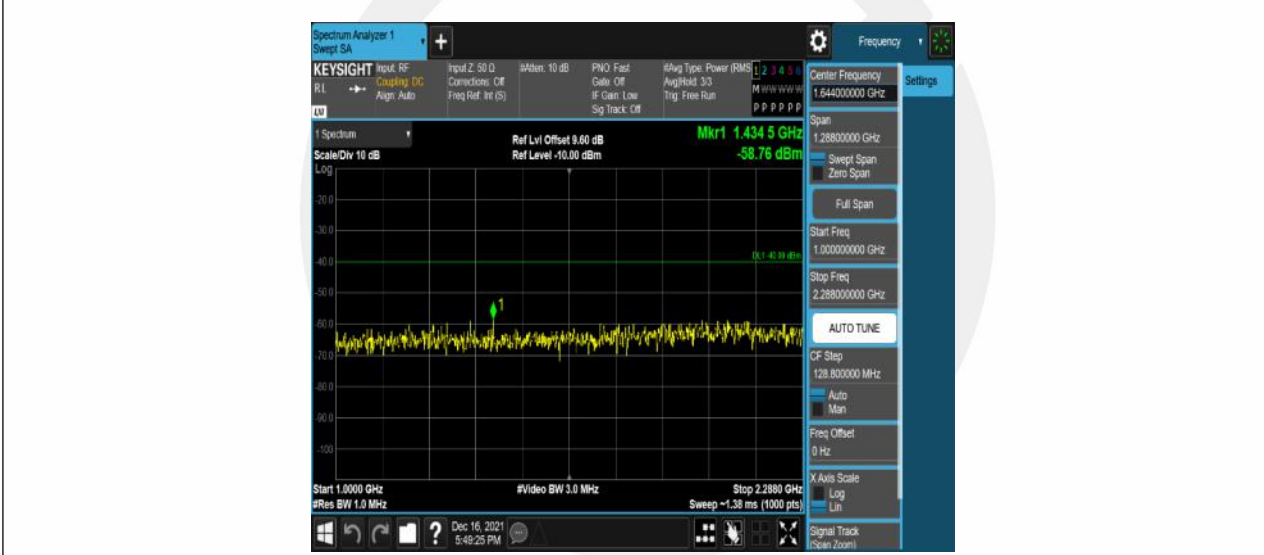 Spectrum Analyzer 1
Swept SA
+
Frequency
KEYSIGHT
RL
Input: RF
Coupling: DC
Align: Auto
Input Z: 50 Ω
Corrections: Off
Freq Ref: Int (S)
#Atten: 10 dB
PNO: Fast
Gate: Off
IF Gain: Low
Sig Track: Off
#Avg Type: Power (RMS
Avg|Hold: 3/3
Trig: Free Run
1 2 3 4 5 6
M W W W W W
P P P P P P
1 Spectrum
Scale/Div 10 dB
Log
Ref Lvl Offset 9.60 dB
Ref Level -10.00 dBm
Mkr1 1.434 5 GHz
-58.76 dBm
-20.0
-30.0
-40.0
-50.0
-60.0
-70.0
-80.0
-90.0
-100
1
Start 1.0000 GHz
#Res BW 1.0 MHz
#Video BW 3.0 MHz
Stop 2.2880 GHz
Sweep ~1.38 ms (1000 pts)
?
Dec 16, 2021
5:49:25 PM
Center Frequency
1.644000000 GHz
Settings
Span
1.28800000 GHz
Swept Span
Zero Span
Full Span
Start Freq
1.000000000 GHz
Stop Freq
2.288000000 GHz
AUTO TUNE
CF Step
128.800000 MHz
Auto
Man
Freq Offset
0 Hz
X Axis Scale
Log
Lin
Signal Track
(Span Zoom)